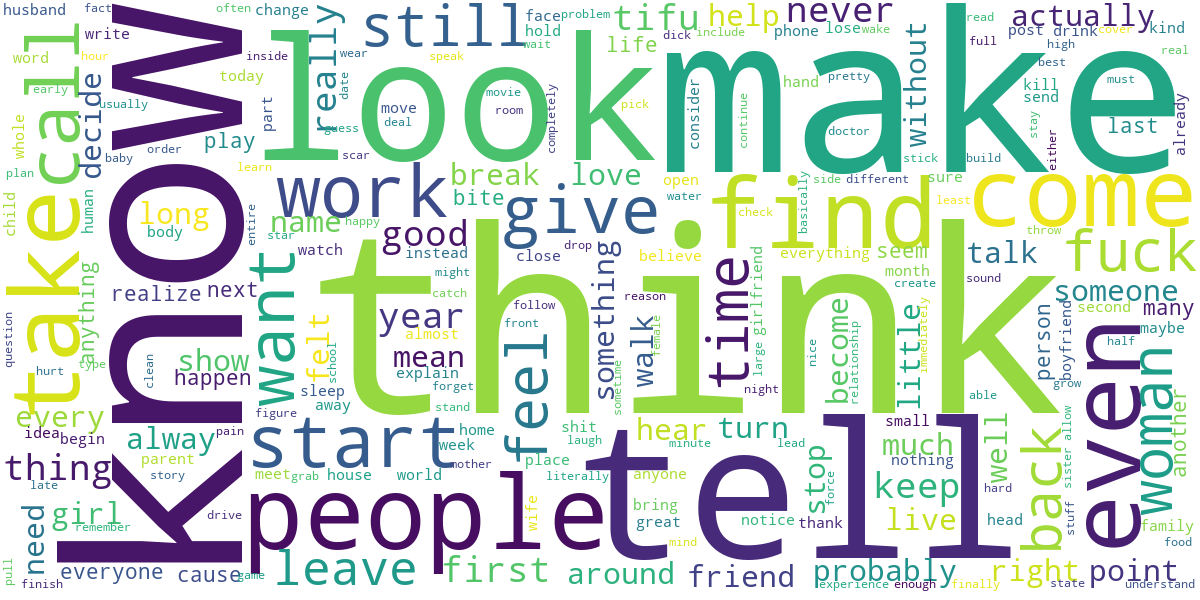 husband
fact
often
change
write
word
hour
inside
today
early
usually
really
wear
date
guess
still
speak
face
hold
wait
problem
tifu
dick
include
help
phone
lose
wake
never
hand
life
pick
without
consider
continue
pretty
doctor
stick
read
full
post
drink
high
best
kill
send
stay
must
either
last
cover
real
kind
actually
already
know
look
make
call
take
decide
whole
plan
child
baby
order
part
play
learn
scar
move
deal
movie
room
completely
human
long
body
entire
star
name
happy
watch
work
break
bite
love
good
instead
give
close
drop
open
water
believe
find
check
everything
basically
side
different
sure
build
least
throw
come
fuck
seem
talk
month
create
sound
someone
second
many
maybe
half
question
anything
realize
next
want
felt
school
year
almost
might
catch
mean
explain
forget
stand
follow
front
feel
something
sometime
reason
walk
female
time
large
girlfriend
night
nice
become
relationship
little
immediately
able
person
boyfriend
grow
think
hurt
type
clean
show
happen
sleep
away
figure
every
idea
begin
alway
pain
parent
story
thing
late
need
girl
remember
drive
start
home
week
mother
shit
laugh
place
literally
meet
grab
house
world
people
wife
hear
minute
turn
lead
anyone
bring
great
mind
notice
thank
stop
force
small
much
nothing
keep
live
head
hard
well
back
sister
allow
stuff
even
woman
another
family
food
tell
pull
finish
everyone
cause
game
leave
first
around
friend
probably
experience
enough
finally
right
state
point
understand